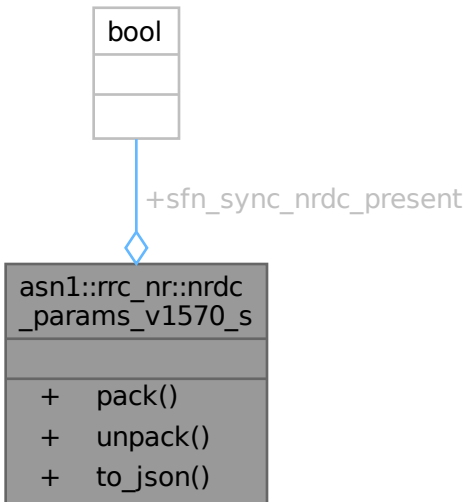 bool
+sfn_sync_nrdc_present
asn1::rrc_nr::nrdc
_params_v1570_s
+ pack()
+ unpack()
+ to_json()